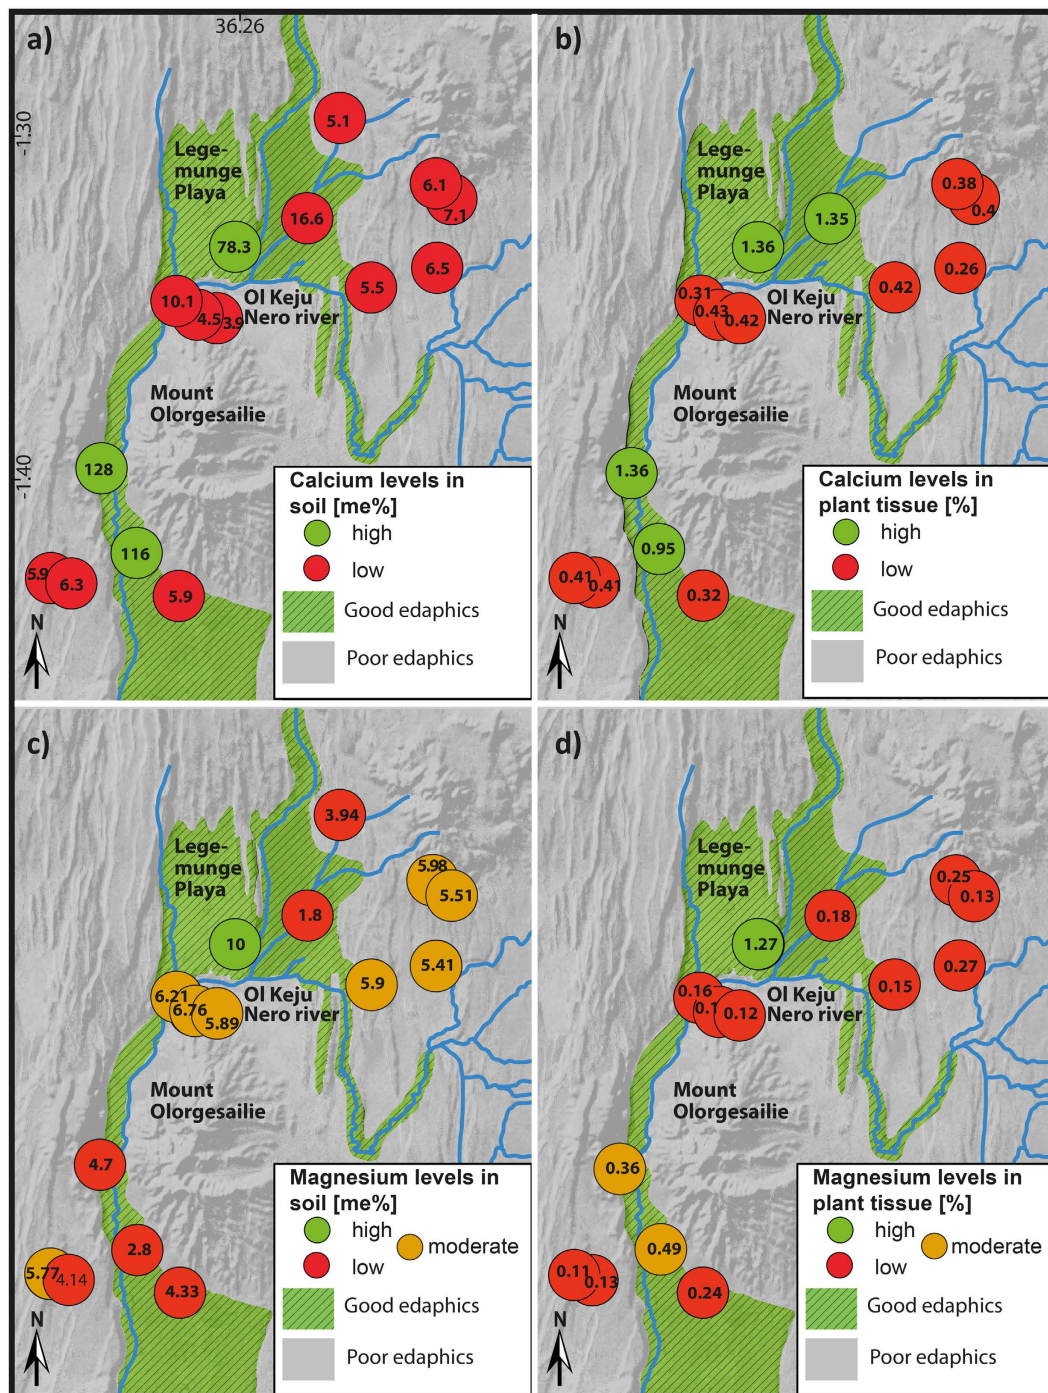 a)
36.26
-1.30
-1.40
5.1
Lege-
munge
Playa
6.1
7.1
16.6
78.3
6.5
5.5
10.1
4.5
3.9
Ol Keju
Nero river
Mount
Olorgesailie
128
116
5.9
6.3
5.9
N
Calcium levels in
soil [me%]
high
low
Good edaphics
Poor edaphics
b)
Lege-
munge
Playa
0.38
0.4
1.35
1.36
0.26
0.42
0.31
0.43
0.42
Ol Keju
Nero river
Mount
Olorgesailie
1.36
0.95
0.41
0.41
0.32
N
Calcium levels in
plant tissue [%]
high
low
Good edaphics
Poor edaphics
c)
3.94
Lege-
munge
Playa
5.98
5.51
1.8
10
5.41
5.9
6.21
6.76
5.89
Ol Keju
Nero river
Mount
Olorgesailie
4.7
2.8
5.77
4.14
4.33
N
Magnesium levels in
soil [me%]
high
moderate
low
Good edaphics
Poor edaphics
d)
Lege-
munge
Playa
0.25
0.13
0.18
1.27
0.27
0.15
0.16
0.1
0.12
Ol Keju
Nero river
Mount
Olorgesailie
0.36
0.49
0.11
0.13
0.24
N
Magnesium levels in
plant tissue [%]
high
moderate
low
Good edaphics
Poor edaphics